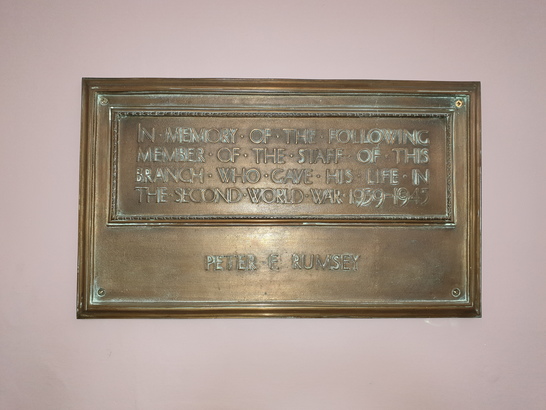 IN·MEMORY·OF·THE·FOLLOWING
MEMBER·OF·THE·STAFF·OF·THIS
BRANCH·WHO·GAVE·HIS·LIFE·IN
THE·SECOND·WORLD·WAR·1939-1945
PETER·F·RUMSEY